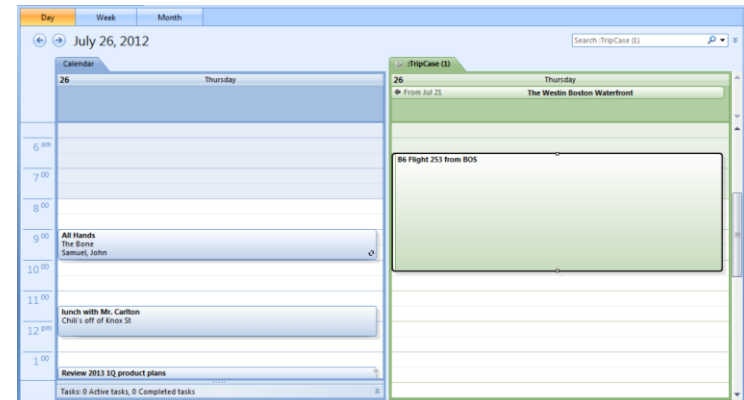 Day Week Month
July 26, 2012
Search :TripCase (1)
Calendar
:TripCase (1)
26 Thursday
26 Thursday
From Jul 21 The Westin Boston Waterfront
6 am
7 00
8 00
9 00
10 00
11 00
12 pm
1 00
All Hands
The Bone
Samuel, John
lunch with Mr. Carlton
Chili's off of Knox St
Review 2013 1Q product plans
B6 Flight 253 from BOS
Tasks: 0 Active tasks, 0 Completed tasks